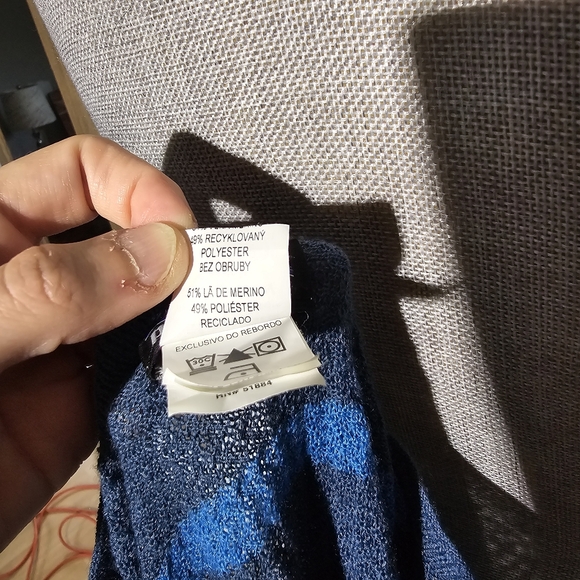 49% RECYKLOVANÝ
POLYESTER
BEZ OBRUBY
51% LÃ DE MERINO
49% POLIÉSTER
RECICLADO
EXCLUSIVO DO REBORDO
RN# 51884